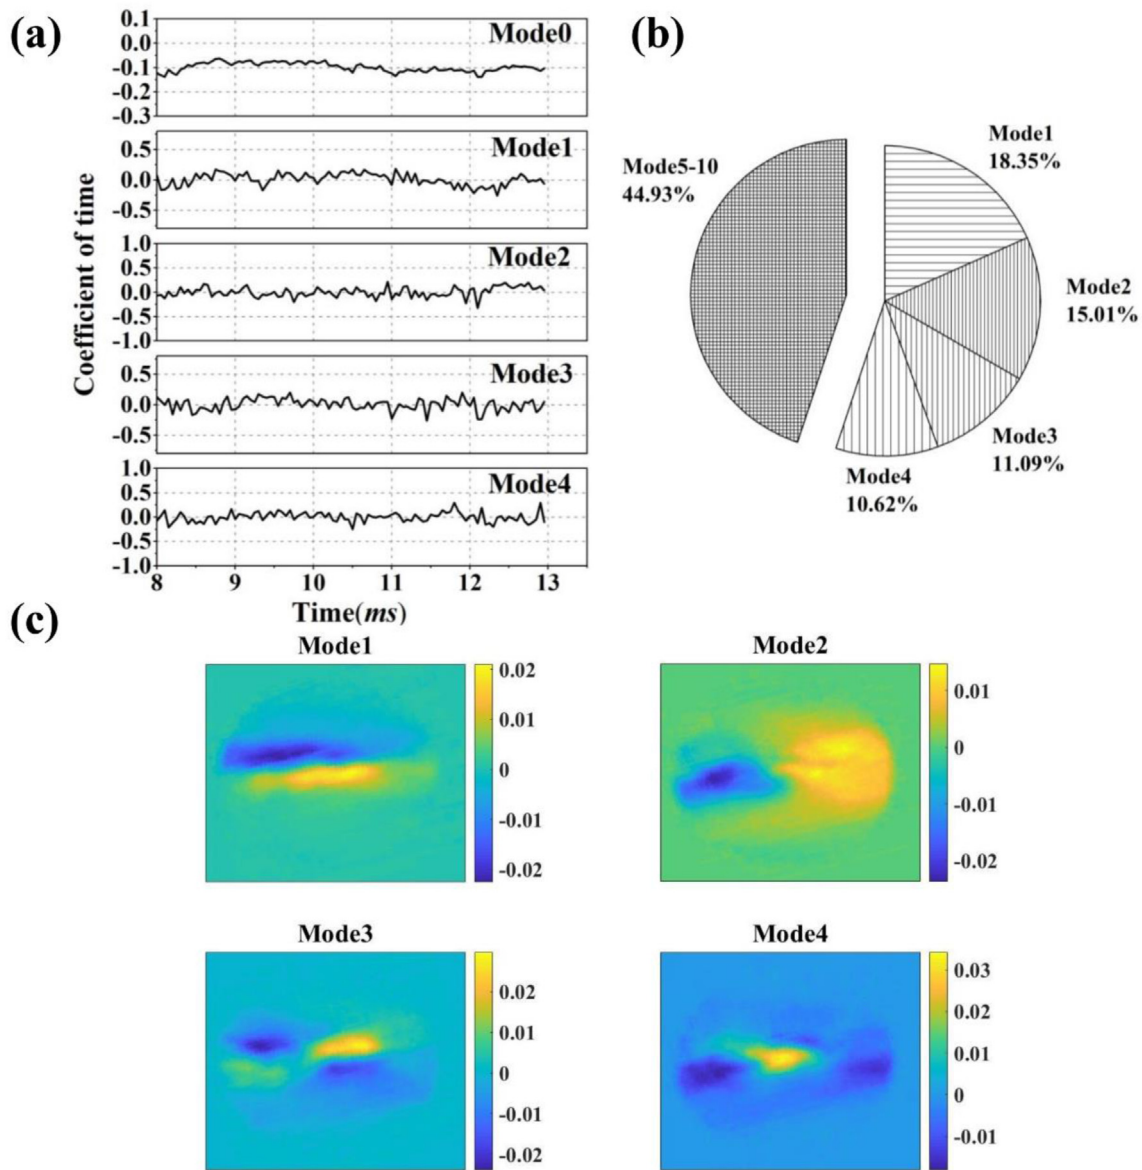 (a)
0.1
0.0
-0.1
-0.2
-0.3
Mode0
0.5
0.0
-0.5
Mode1
1.0
0.5
0.0
-0.5
-1.0
Mode2
0.5
0.0
-0.5
Mode3
1.0
0.5
0.0
-0.5
-1.0
Mode4
8 9 10 11 12 13
Time(ms)
Coefficient of time
(b)
Mode1
18.35%
Mode2
15.01%
Mode3
11.09%
Mode4
10.62%
Mode5-10
44.93%
(c)
Mode1
0.02
0.01
0
-0.01
-0.02
Mode2
0.01
0
-0.01
-0.02
Mode3
0.02
0.01
0
-0.01
-0.02
Mode4
0.03
0.02
0.01
0
-0.01